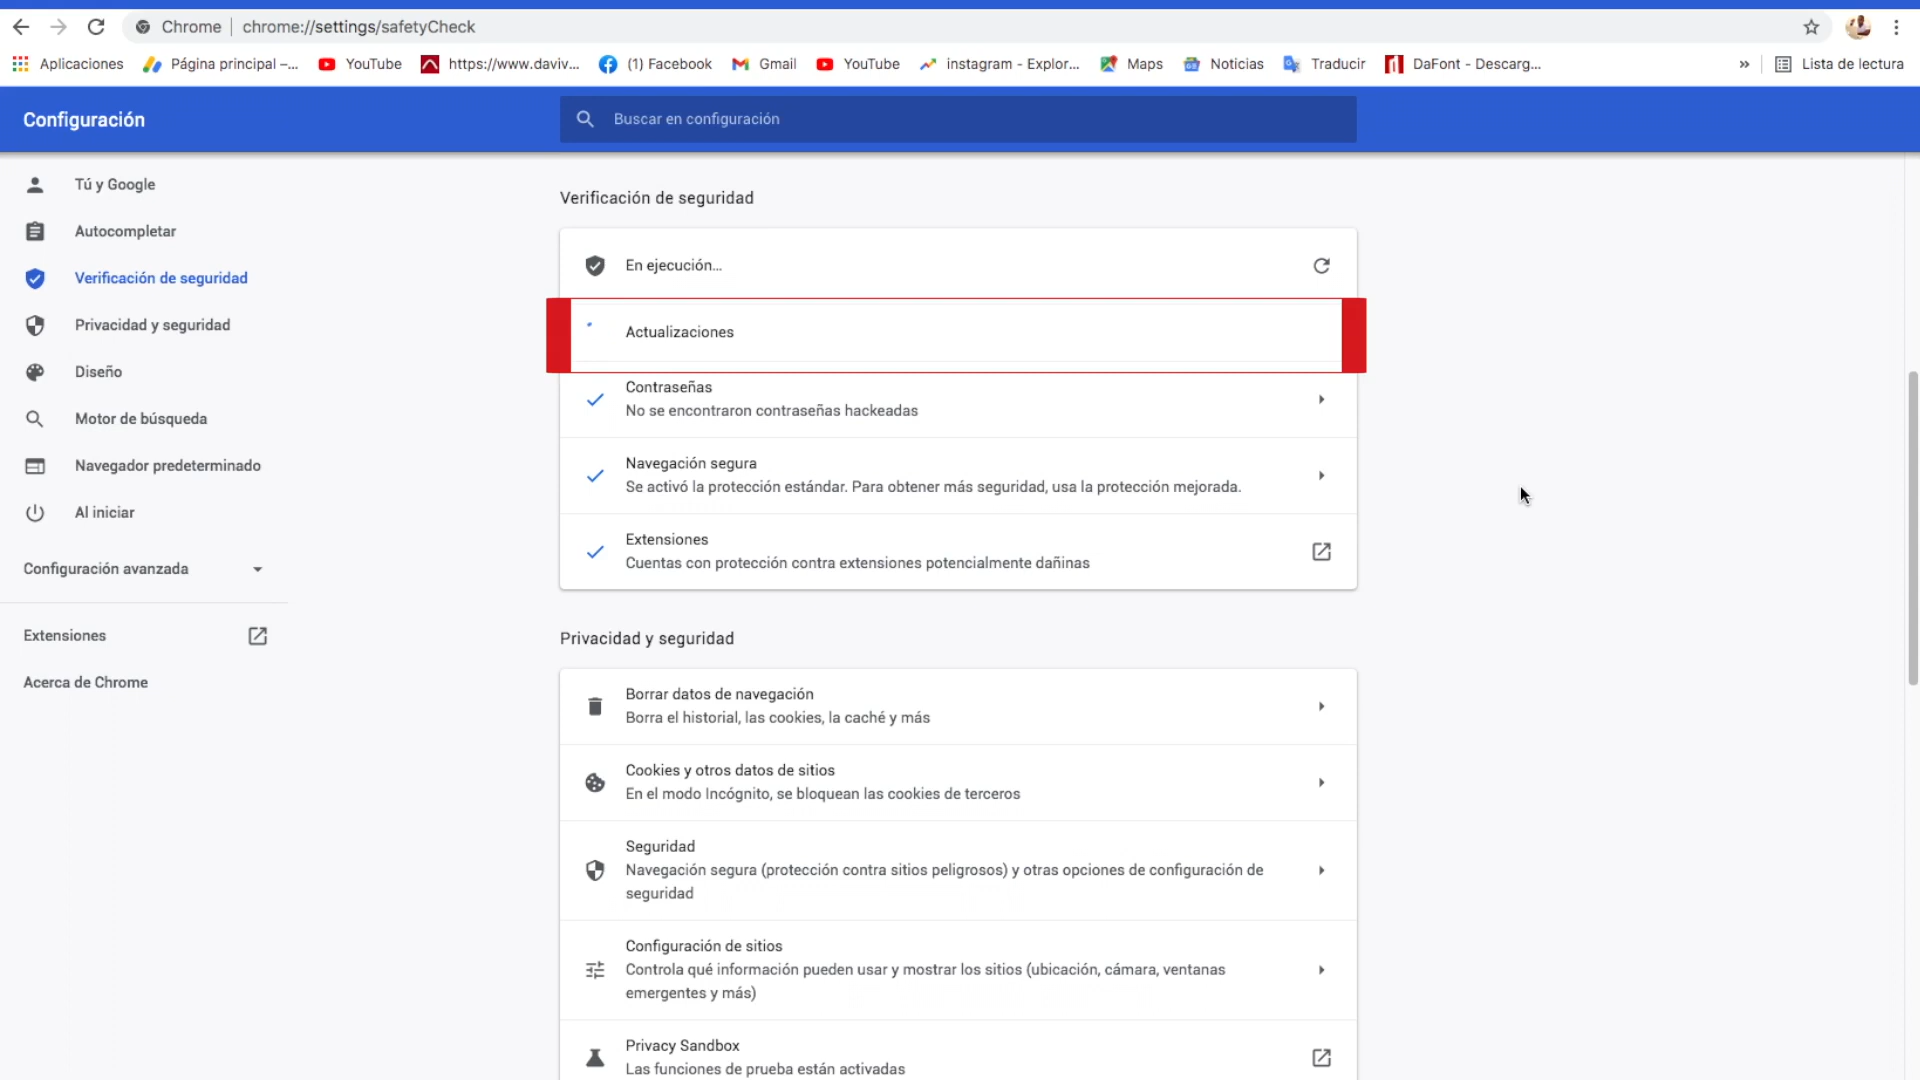 Chrome | chrome://settings/safetyCheck
Aplicaciones Página principal –... YouTube https://www.daviv... (1) Facebook Gmail YouTube instagram - Explor... Maps Noticias Traducir DaFont - Descarg... » Lista de lectura
Configuración
Buscar en configuración
Tú y Google
Autocompletar
Verificación de seguridad
Privacidad y seguridad
Diseño
Motor de búsqueda
Navegador predeterminado
Al iniciar
Configuración avanzada
Extensiones
Acerca de Chrome
Verificación de seguridad
En ejecución...
Actualizaciones
Contraseñas
No se encontraron contraseñas hackeadas
Navegación segura
Se activó la protección estándar. Para obtener más seguridad, usa la protección mejorada.
Extensiones
Cuentas con protección contra extensiones potencialmente dañinas
Privacidad y seguridad
Borrar datos de navegación
Borra el historial, las cookies, la caché y más
Cookies y otros datos de sitios
En el modo Incógnito, se bloquean las cookies de terceros
Seguridad
Navegación segura (protección contra sitios peligrosos) y otras opciones de configuración de
seguridad
Configuración de sitios
Controla qué información pueden usar y mostrar los sitios (ubicación, cámara, ventanas
emergentes y más)
Privacy Sandbox
Las funciones de prueba están activadas